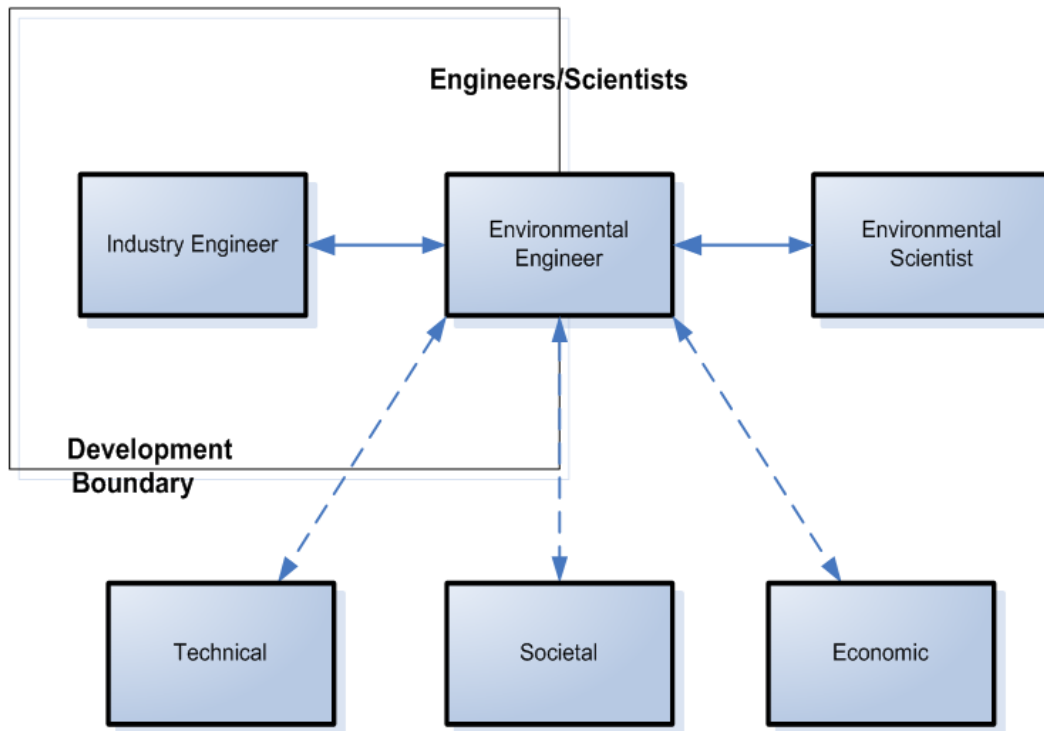 Engineers/Scientists
Industry Engineer
Environmental
Engineer
Environmental
Scientist
Development
Boundary
Technical
Societal
Economic